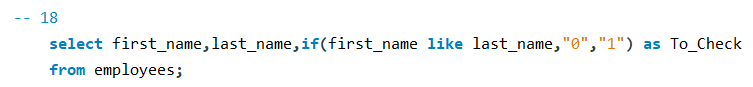 -- 18
select first_name,last_name,if(first_name like last_name,"0","1") as To_Check
from employees;